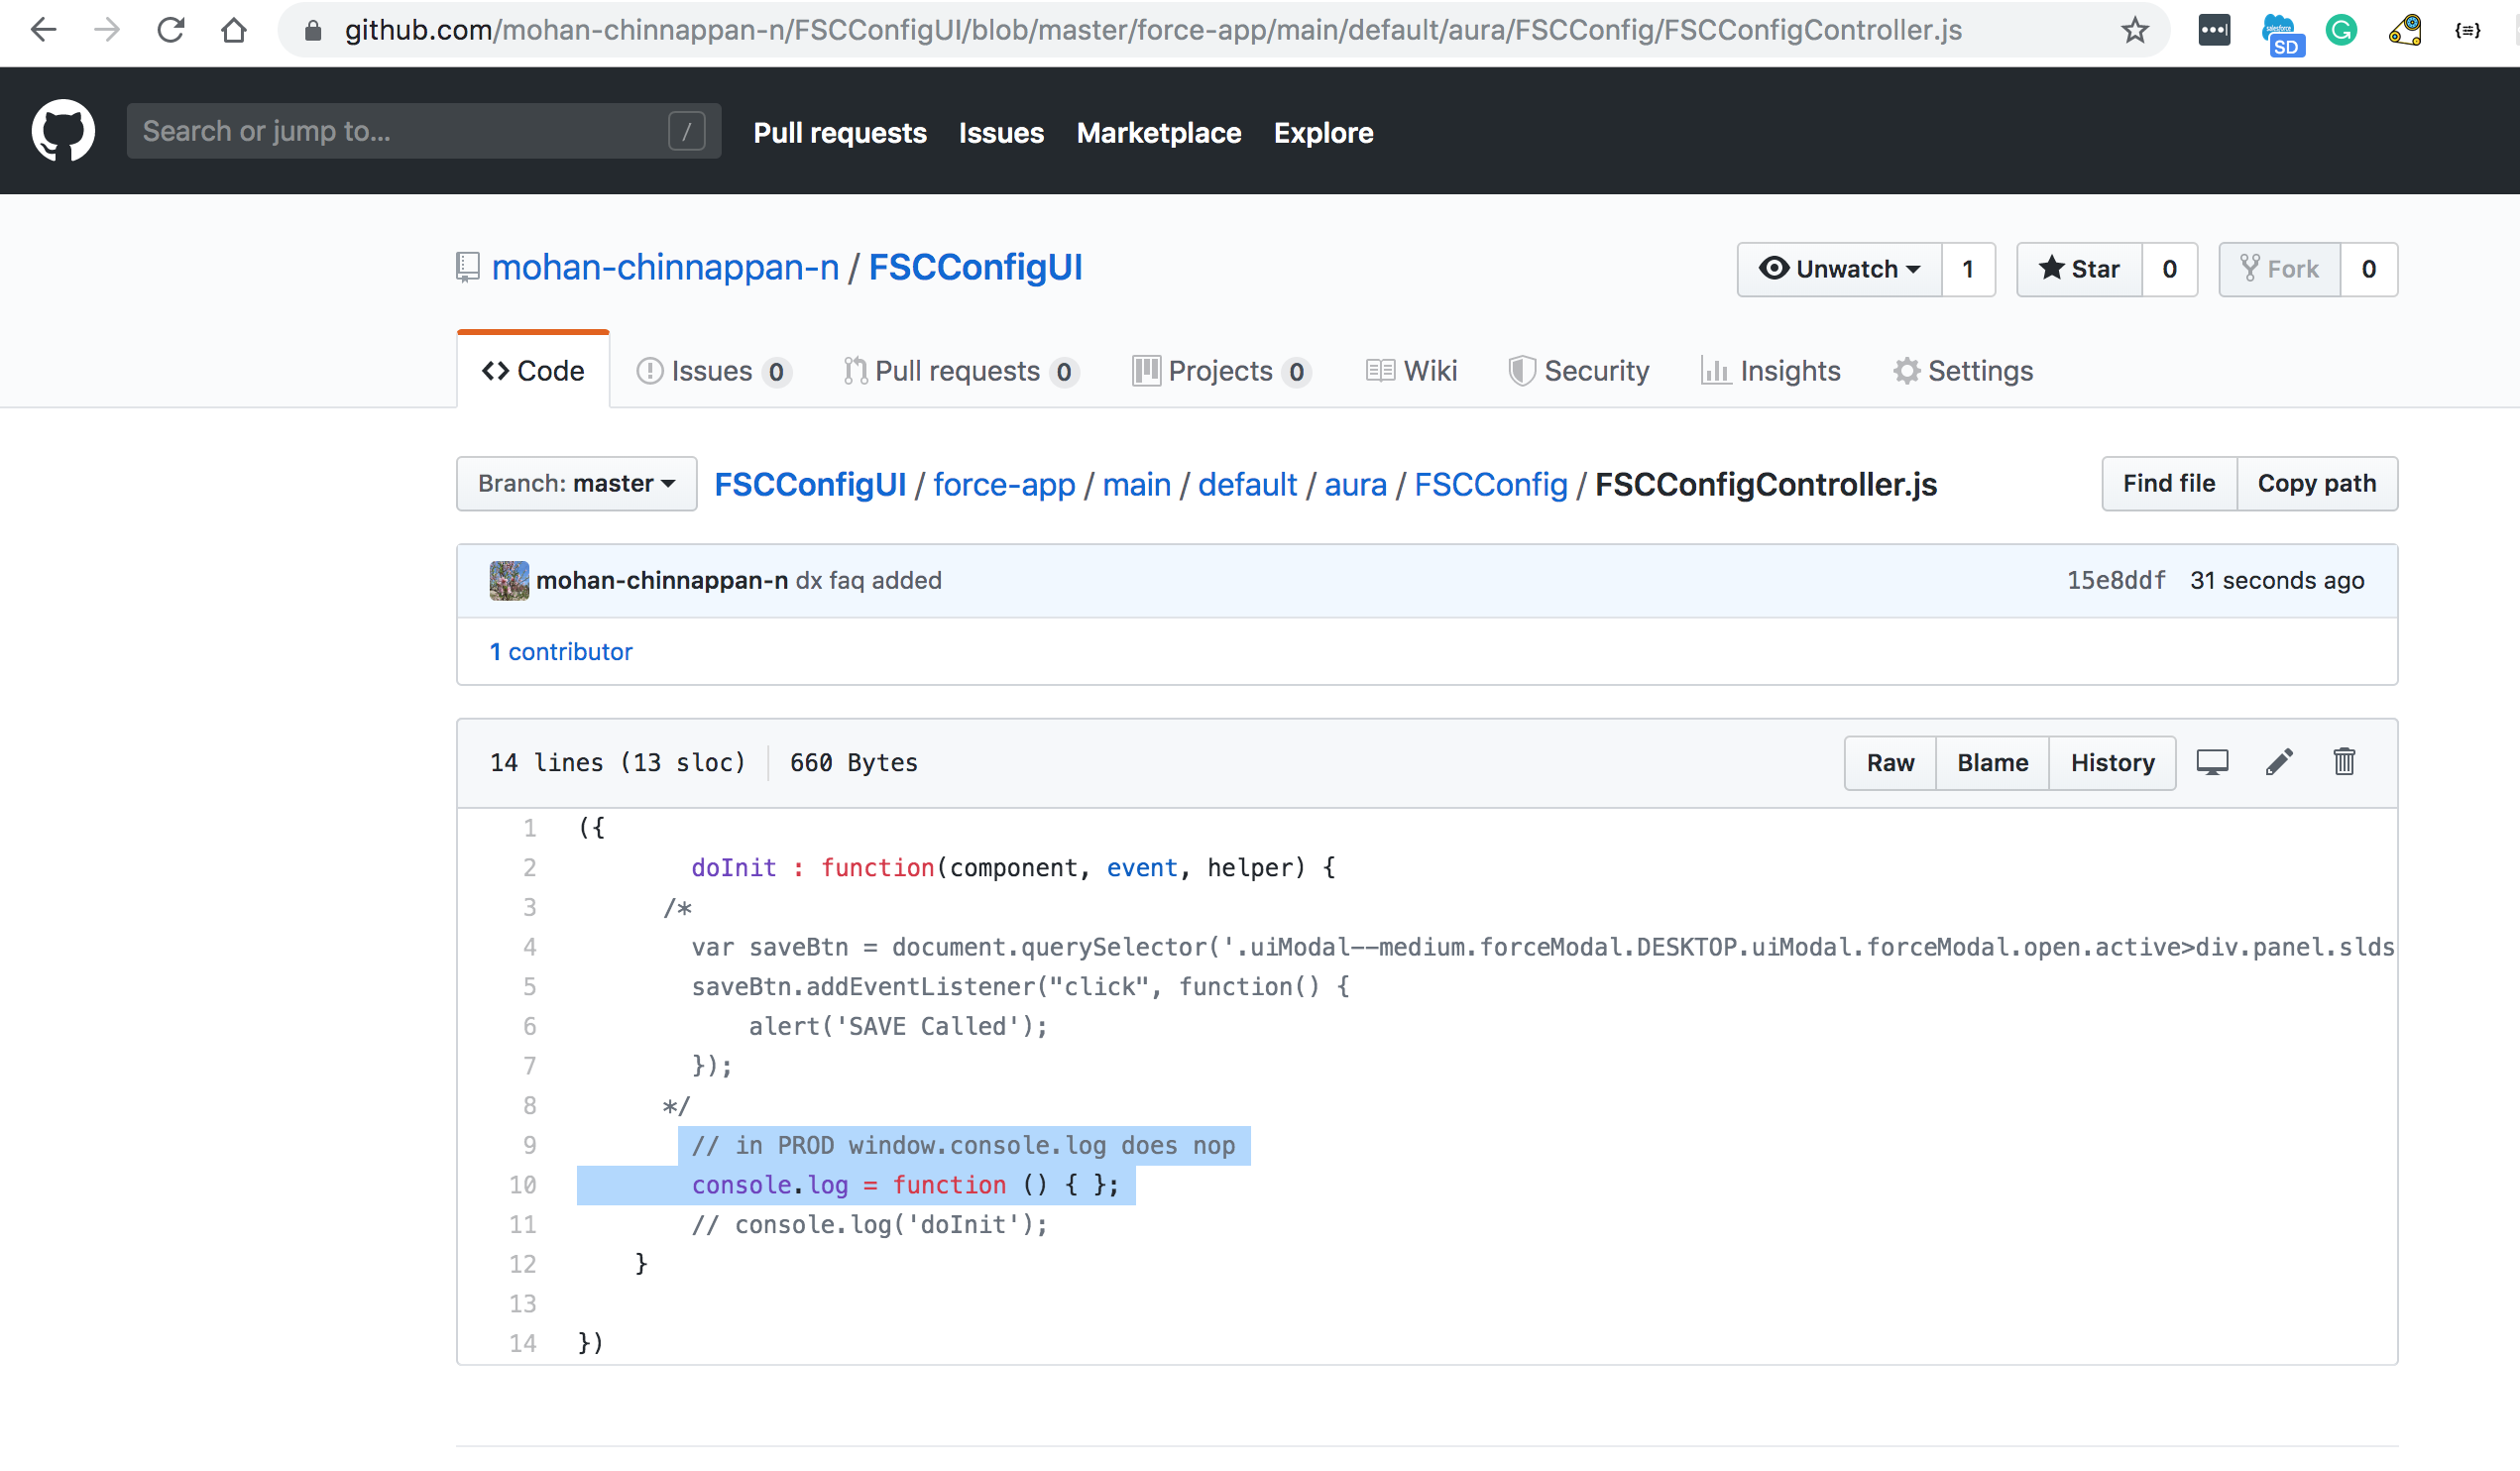 github.com/mohan-chinnappan-n/FSCConfigUI/blob/master/force-app/main/default/aura/FSCConfig/FSCConfigController.js
salesforce
SD
G
Search or jump to...
/
Pull requests
Issues
Marketplace
Explore
mohan-chinnappan-n / FSCConfigUI
Unwatch 1
Star 0
Fork 0
Code
Issues 0
Pull requests 0
Projects 0
Wiki
Security
Insights
Settings
Branch: master
FSCConfigUI / force-app / main / default / aura / FSCConfig / FSCConfigController.js
Find file
Copy path
mohan-chinnappan-n dx faq added
15e8ddf 31 seconds ago
1 contributor
14 lines (13 sloc) 660 Bytes
Raw
Blame
History
1 ({
2 doInit : function(component, event, helper) {
3 /*
4 var saveBtn = document.querySelector('.uiModal--medium.forceModal.DESKTOP.uiModal.forceModal.open.active>div.panel.slds
5 saveBtn.addEventListener("click", function() {
6 alert('SAVE Called');
7 });
8 */
9 // in PROD window.console.log does nop
10 console.log = function () { };
11 // console.log('doInit');
12 }
13
14 })